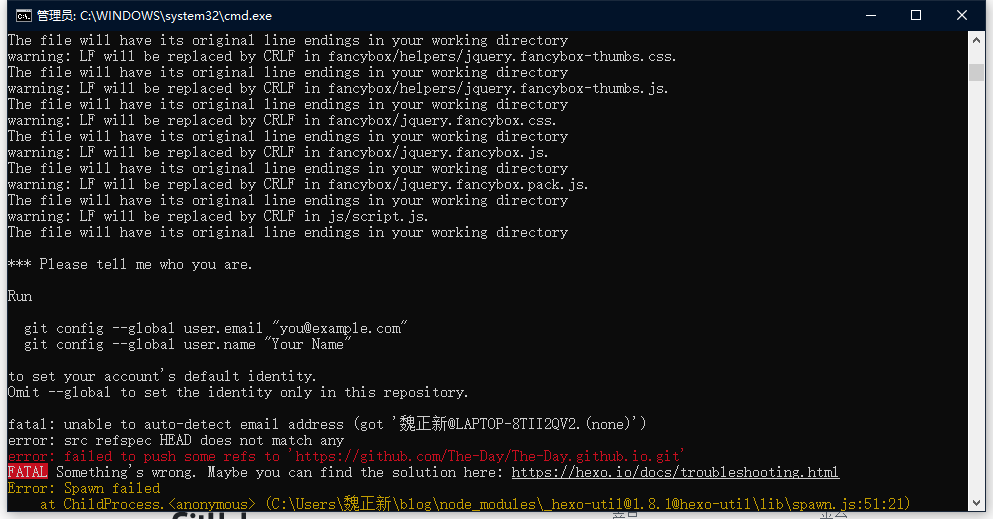 管理员: C:\WINDOWS\system32\cmd.exe
The file will have its original line endings in your working directory
warning: LF will be replaced by CRLF in fancybox/helpers/jquery.fancybox-thumbs.css.
The file will have its original line endings in your working directory
warning: LF will be replaced by CRLF in fancybox/helpers/jquery.fancybox-thumbs.js.
The file will have its original line endings in your working directory
warning: LF will be replaced by CRLF in fancybox/jquery.fancybox.css.
The file will have its original line endings in your working directory
warning: LF will be replaced by CRLF in fancybox/jquery.fancybox.js.
The file will have its original line endings in your working directory
warning: LF will be replaced by CRLF in fancybox/jquery.fancybox.pack.js.
The file will have its original line endings in your working directory
warning: LF will be replaced by CRLF in js/script.js.
The file will have its original line endings in your working directory
*** Please tell me who you are.
Run
git config --global user.email "you@example.com"
git config --global user.name "Your Name"
to set your account's default identity.
Omit --global to set the identity only in this repository.
fatal: unable to auto-detect email address (got '魏正新@LAPTOP-8TII2QV2.(none)')
error: src refspec HEAD does not match any
error: failed to push some refs to 'https://github.com/The-Day/The-Day.github.io.git'
FATAL Something's wrong. Maybe you can find the solution here: https://hexo.io/docs/troubleshooting.html
Error: Spawn failed
at ChildProcess.<anonymous> (C:\Users\魏正新\blog\node_modules\_hexo-util@1.8.1@hexo-util\lib\spawn.js:51:21)